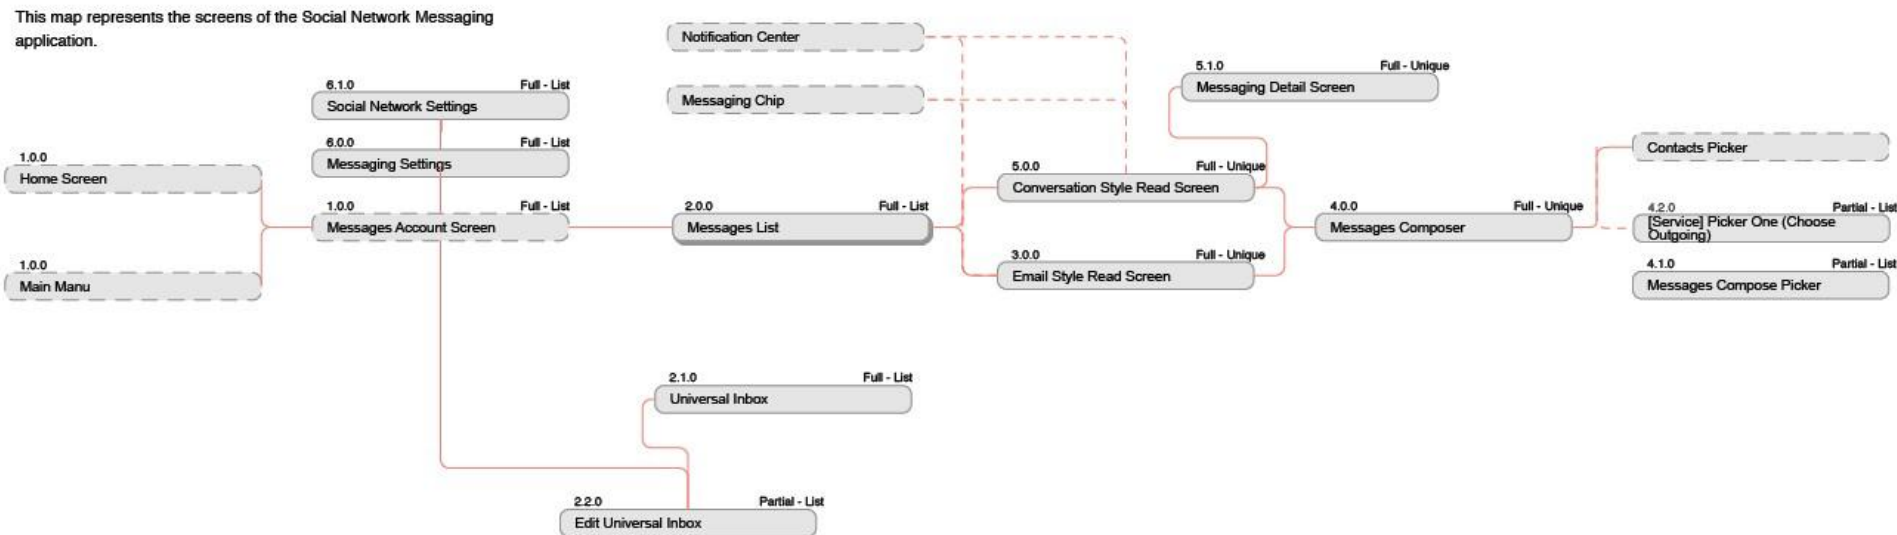 This map represents the screens of the Social Network Messaging
application.
Notification Center
Messaging Chip
6.1.0 Full - List
Social Network Settings
6.0.0 Full - List
Messaging Settings
1.0.0
Home Screen
1.0.0 Full - List
Messages Account Screen
1.0.0
Main Manu
2.0.0 Full - List
Messages List
5.1.0 Full - Unique
Messaging Detail Screen
5.0.0 Full - Unique
Conversation Style Read Screen
3.0.0 Full - Unique
Email Style Read Screen
4.0.0 Full - Unique
Messages Composer
Contacts Picker
4.2.0 Partial - List
[Service] Picker One (Choose
Outgoing)
4.1.0 Partial - List
Messages Compose Picker
2.1.0 Full - List
Universal Inbox
2.2.0 Partial - List
Edit Universal Inbox